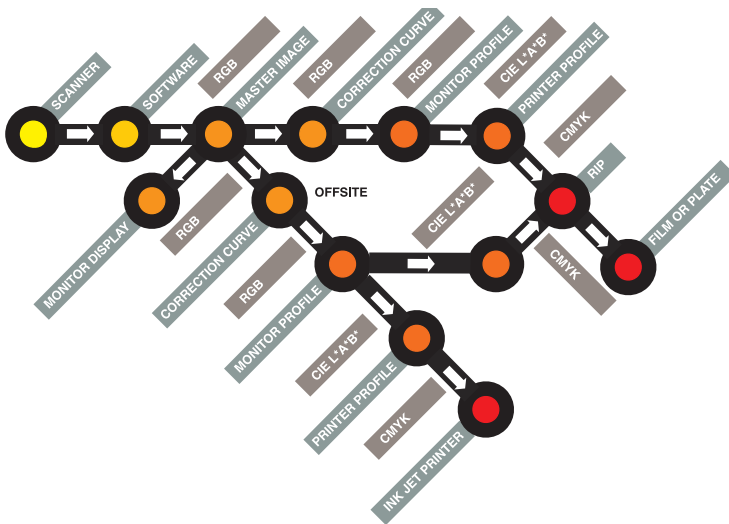 SCANNER
SOFTWARE
RGB
MASTER IMAGE
RGB
CORRECTION CURVE
RGB
MONITOR PROFILE
CIE L*A*B*
PRINTER PROFILE
CMYK
RIP
FILM OR PLATE
MONITOR DISPLAY
RGB
CORRECTION CURVE
OFFSITE
RGB
MONITOR PROFILE
CIE L*A*B*
CMYK
CIE L*A*B*
PRINTER PROFILE
CMYK
INK JET PRINTER